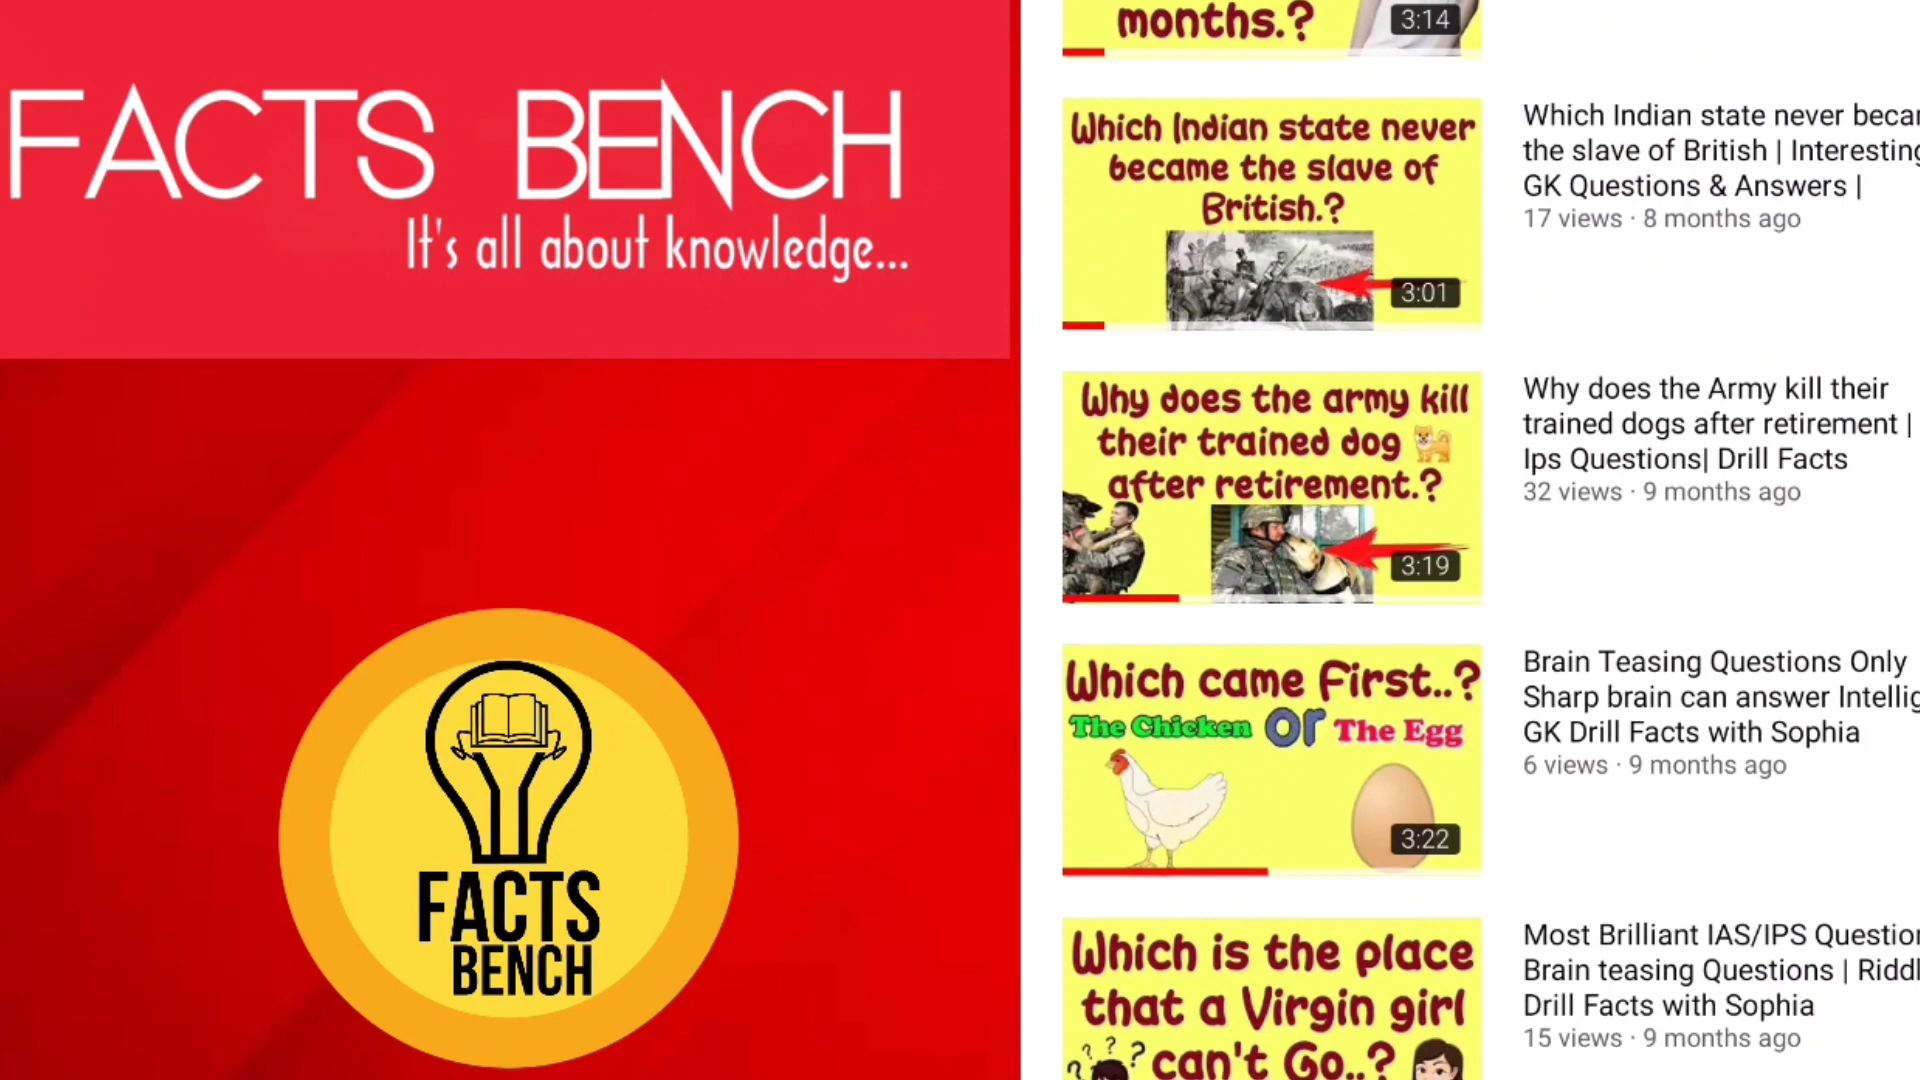 FACTS BENCH
It's all about knowledge...
FACTS
BENCH
months.?
3:14
Which Indian state never
became the slave of
British.?
3:01
Which Indian state never becam
the slave of British | Interesting
GK Questions & Answers |
17 views · 8 months ago
Why does the army kill
their trained dog
after retirement.?
3:19
Why does the Army kill their
trained dogs after retirement |
Ips Questions| Drill Facts
32 views · 9 months ago
Which came First..?
The Chicken or The Egg
3:22
Brain Teasing Questions Only
Sharp brain can answer Intellig
GK Drill Facts with Sophia
6 views · 9 months ago
Which is the place
that a Virgin girl
can't Go..?
? ? ? ?
Most Brilliant IAS/IPS Question
Brain teasing Questions | Riddl
Drill Facts with Sophia
15 views · 9 months ago